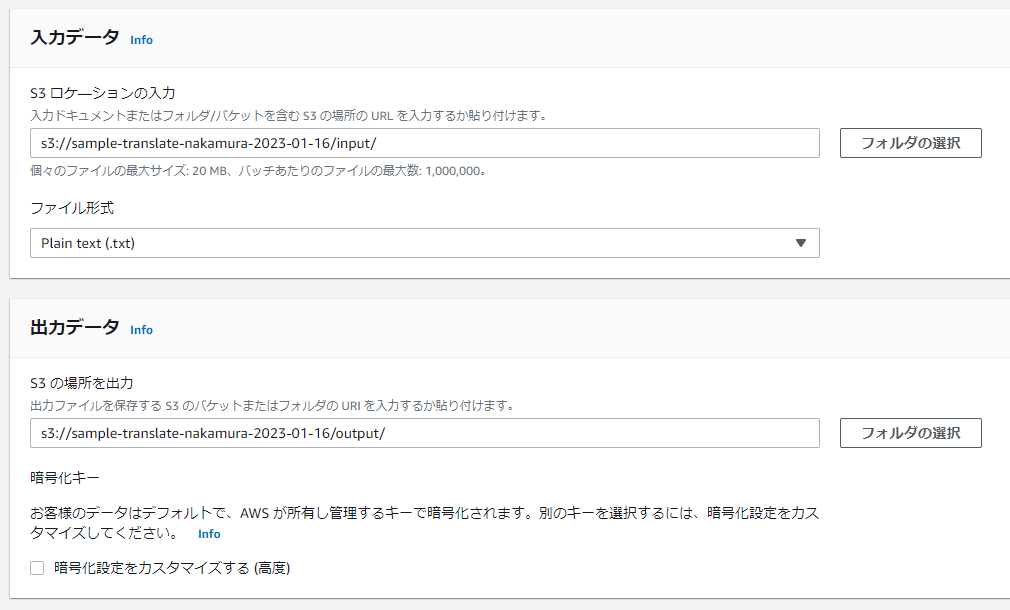 入力データ Info
S3 ロケーションの入力
入力ドキュメントまたはフォルダ/バケットを含む S3 の場所の URL を入力するか貼り付けます。
s3://sample-translate-nakamura-2023-01-16/input/
フォルダの選択
個々のファイルの最大サイズ: 20 MB、バッチあたりのファイルの最大数: 1,000,000。
ファイル形式
Plain text (.txt)
出力データ Info
S3 の場所を出力
出力ファイルを保存する S3 のバケットまたはフォルダの URI を入力するか貼り付けます。
s3://sample-translate-nakamura-2023-01-16/output/
フォルダの選択
暗号化キー
お客様のデータはデフォルトで、AWS が所有し管理するキーで暗号化されます。別のキーを選択するには、暗号化設定をカス
タマイズしてください。 Info
暗号化設定をカスタマイズする (高度)